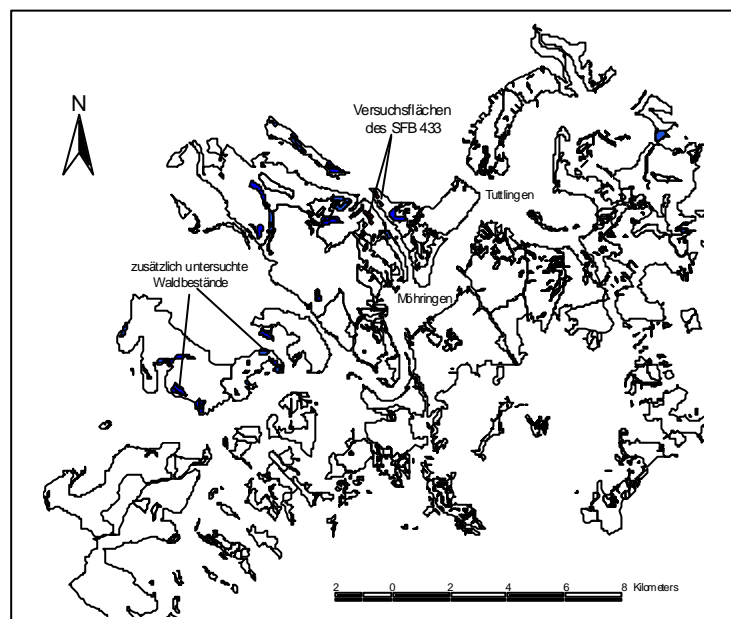 N
Versuchsflächen
des SFB 433
Tuttlingen
zusätzlich untersuchte
Waldbestände
Möhringen
2 0 2 4 6 8 Kilometers